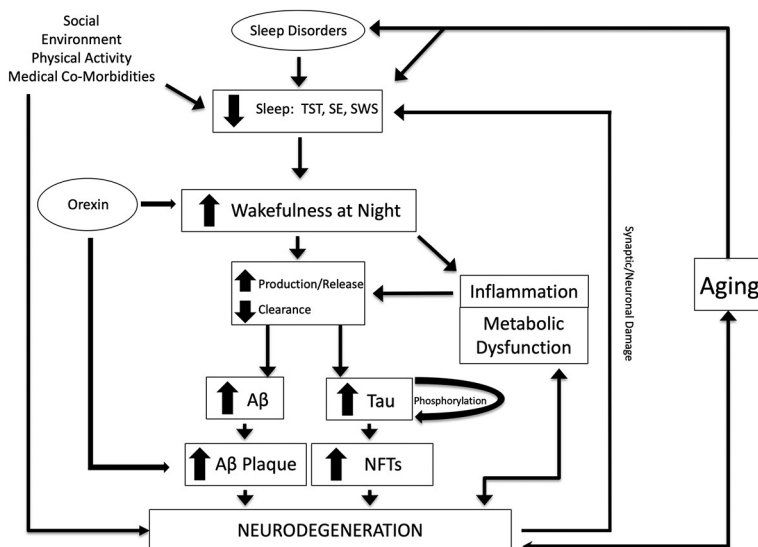 Social
Environment
Physical Activity
Medical Co-Morbidities
Sleep Disorders
Sleep: TST, SE, SWS
Orexin
Wakefulness at Night
Production/Release
Clearance
Inflammation
Metabolic
Dysfunction
Synaptic/Neuronal Damage
Aging
Aβ
Tau
Phosphorylation
Aβ Plaque
NFTs
NEURODEGENERATION